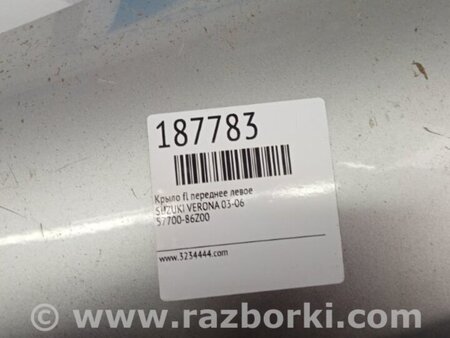 187783
Крыло fl переднее левое
SUZUKI VERONA 03-06
57700-86Z00
www.3234444.com
www.razborki.com